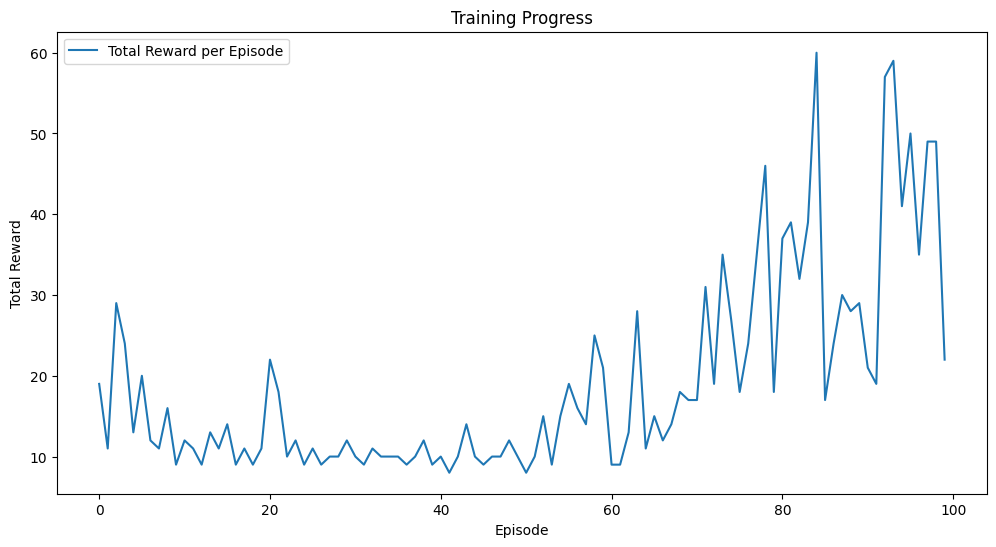 Training Progress
Total Reward per Episode
60
50
40
30
20
10
Total Reward
0 20 40 60 80 100
Episode